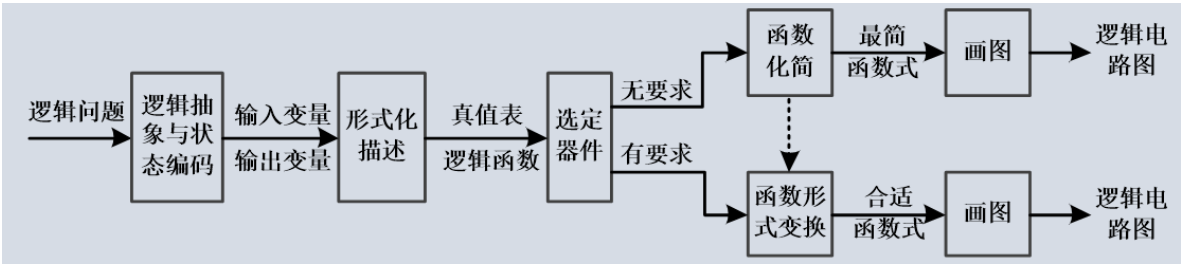 逻辑问题
逻辑抽
象与状
态编码
输入变量
输出变量
形式化
描述
真值表
逻辑函数
选定
器件
无要求
函数
化简
最简
函数式
画图
逻辑电
路图
有要求
函数形
式变换
合适
函数式
画图
逻辑电
路图